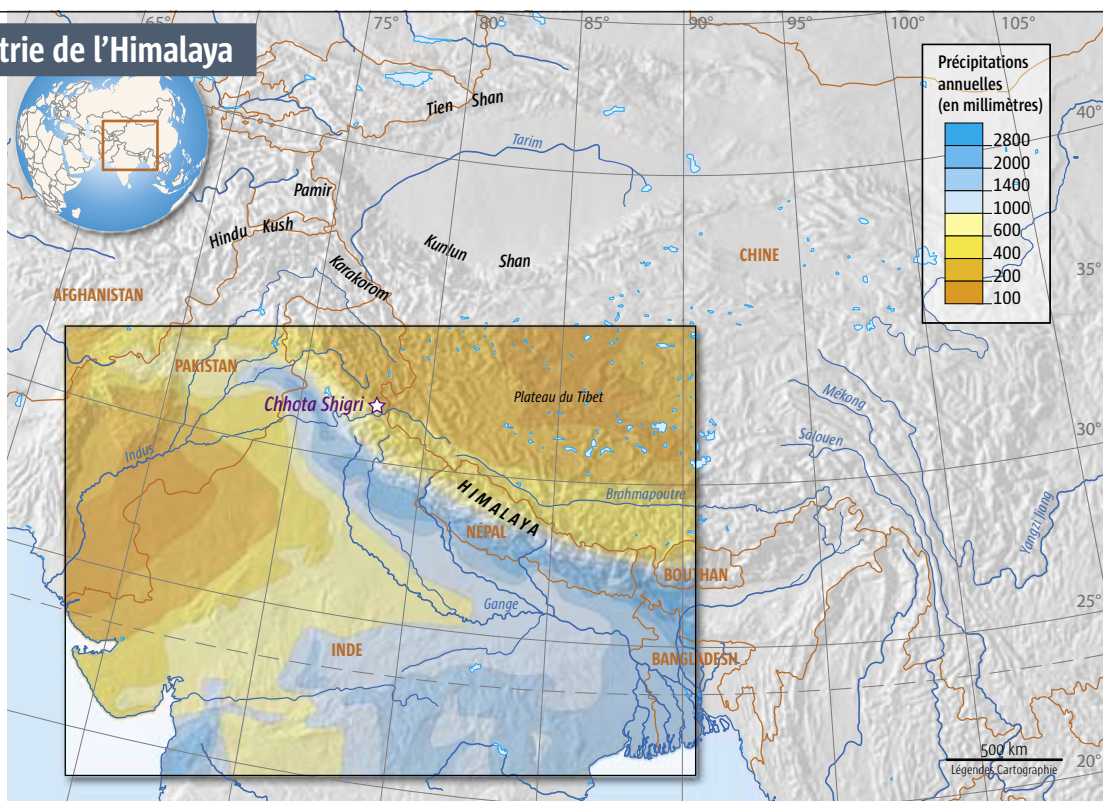 trie de l'Himalaya
65°
75°
80°
85°
90°
95°
100°
105°
Précipitations
annuelles
(en millimètres)
2800
2000
1400
1000
600
400
200
100
40°
35°
30°
25°
20°
Tien Shan
Tarim
Pamir
Hindu Kush
Kunlun Shan
Karakorom
CHINE
AFGHANISTAN
PAKISTAN
Chhota Shigri
Plateau du Tibet
Mékong
Salouen
Indus
Brahmapoutre
HIMALAYA
Yangzi Jiang
NÉPAL
BOUTHAN
Gange
INDE
BANGLADESH
500 km
Légendes Cartographie